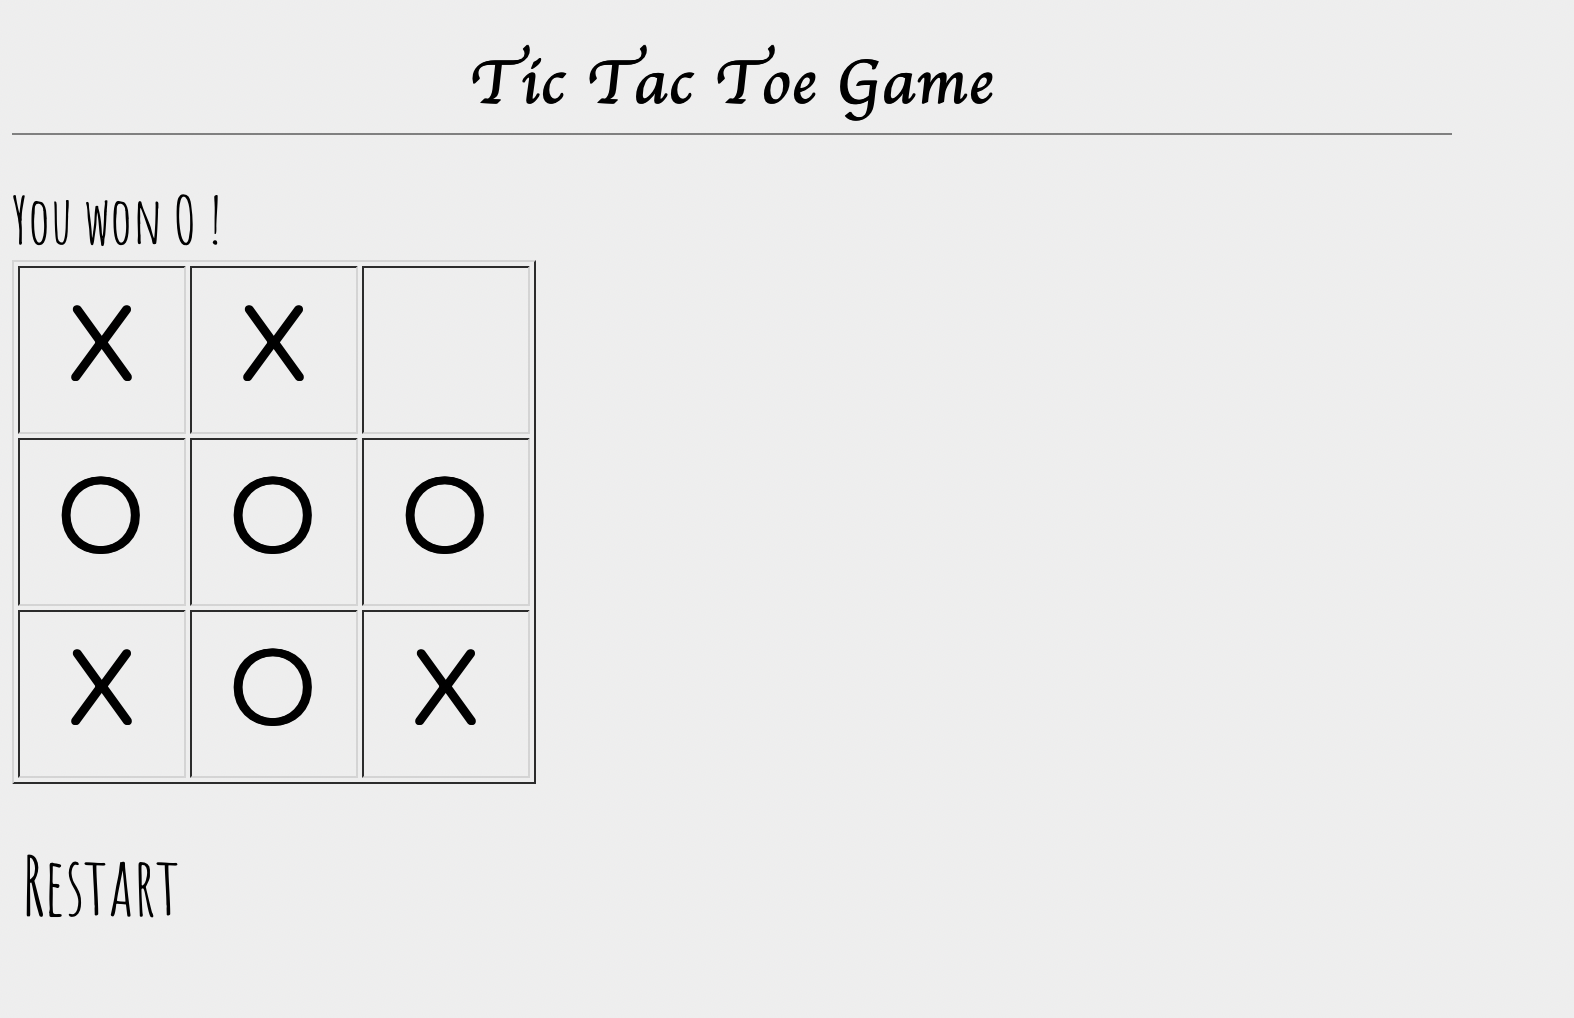 Tic Tac Toe Game
You won O !
X X
O O O
X O X
Restart